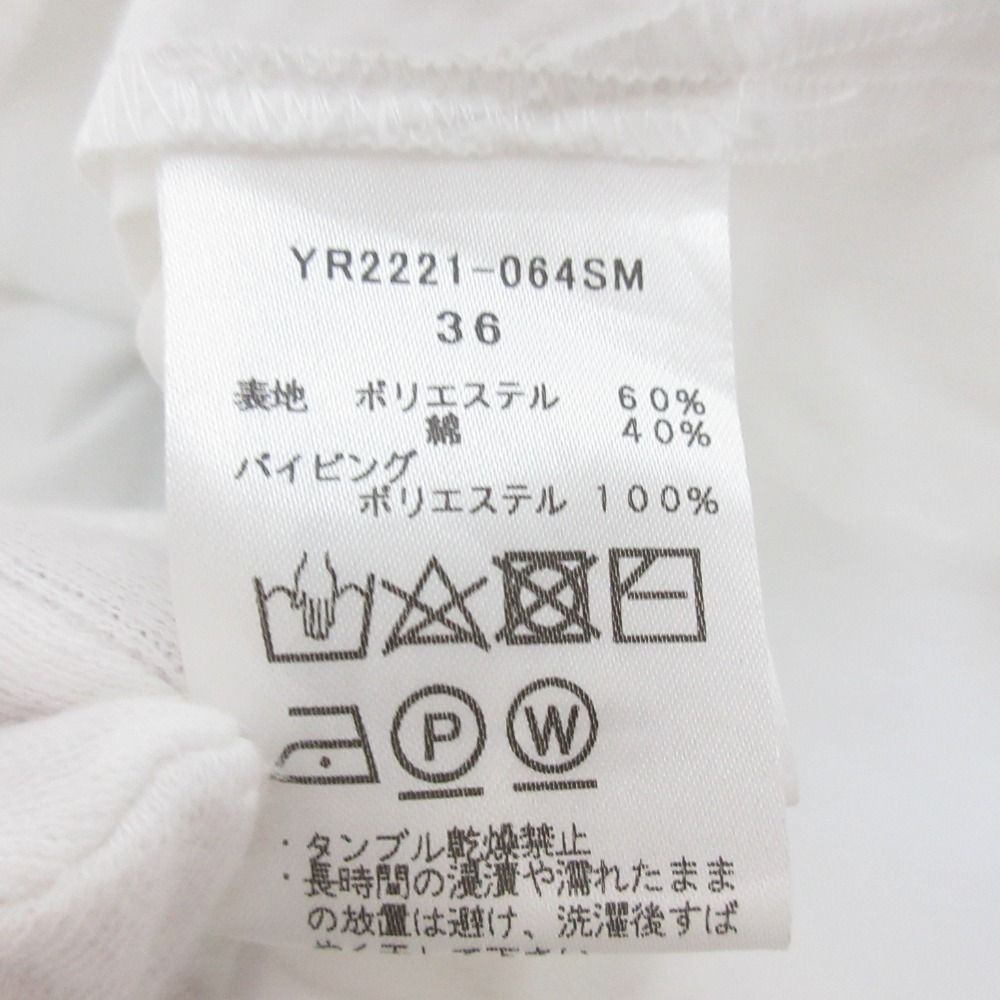 YR2221-064SM
36
表地 ポリエステル 60%
綿 40%
パイピング
ポリエステル 100%
P W
・タンブル乾燥禁止
・長時間の浸漬や濡れたまま
の放置は避け、洗濯後すば